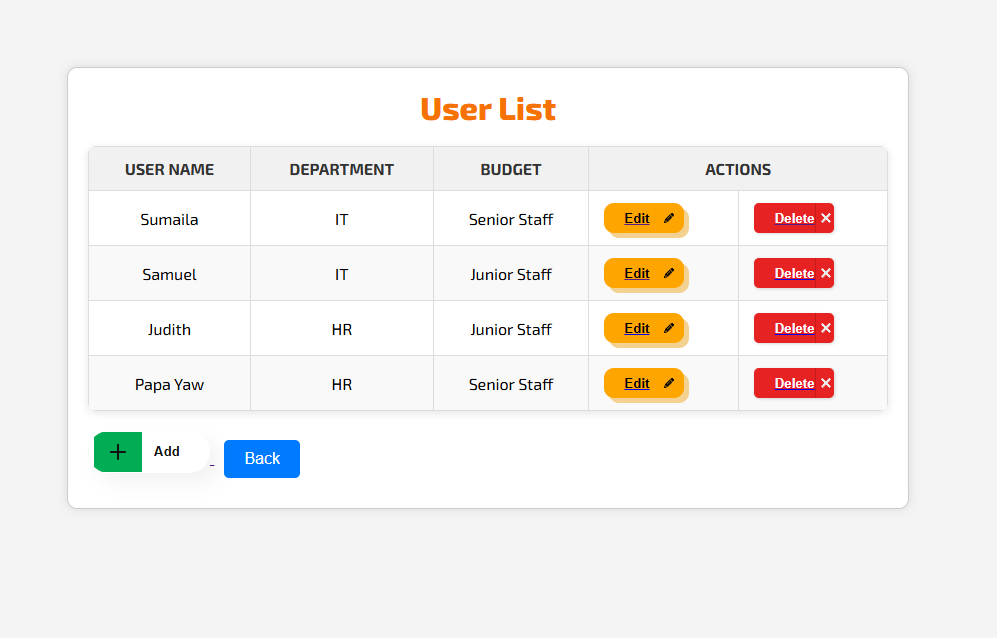 User List
USER NAME DEPARTMENT BUDGET ACTIONS
Sumaila IT Senior Staff Edit Delete
Samuel IT Junior Staff Edit Delete
Judith HR Junior Staff Edit Delete
Papa Yaw HR Senior Staff Edit Delete
Add Back